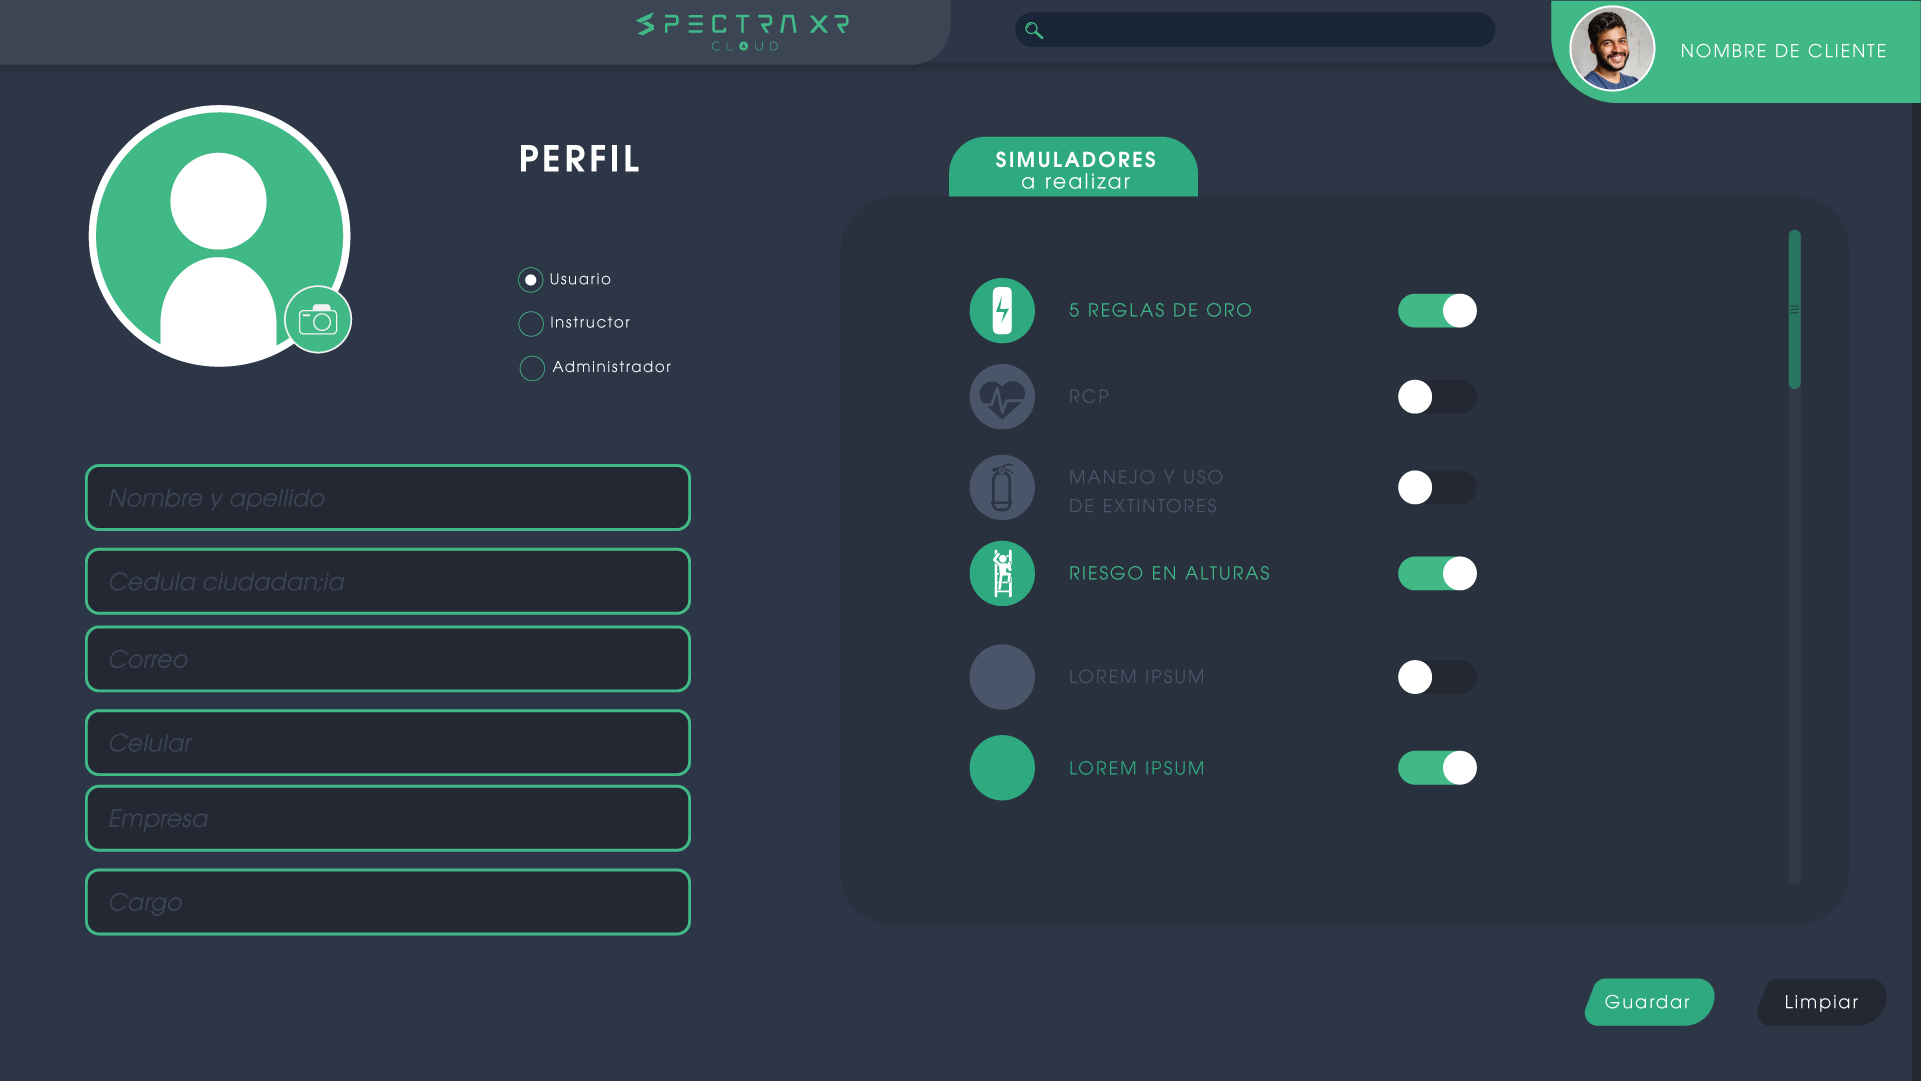 SPECTRA XR
CLOUD
NOMBRE DE CLIENTE
PERFIL
Usuario
Instructor
Administrador
Nombre y apellido
Cedula ciudadan;ia
Correo
Celular
Empresa
Cargo
SIMULADORES
a realizar
5 REGLAS DE ORO
RCP
MANEJO Y USO
DE EXTINTORES
RIESGO EN ALTURAS
LOREM IPSUM
LOREM IPSUM
Guardar
Limpiar